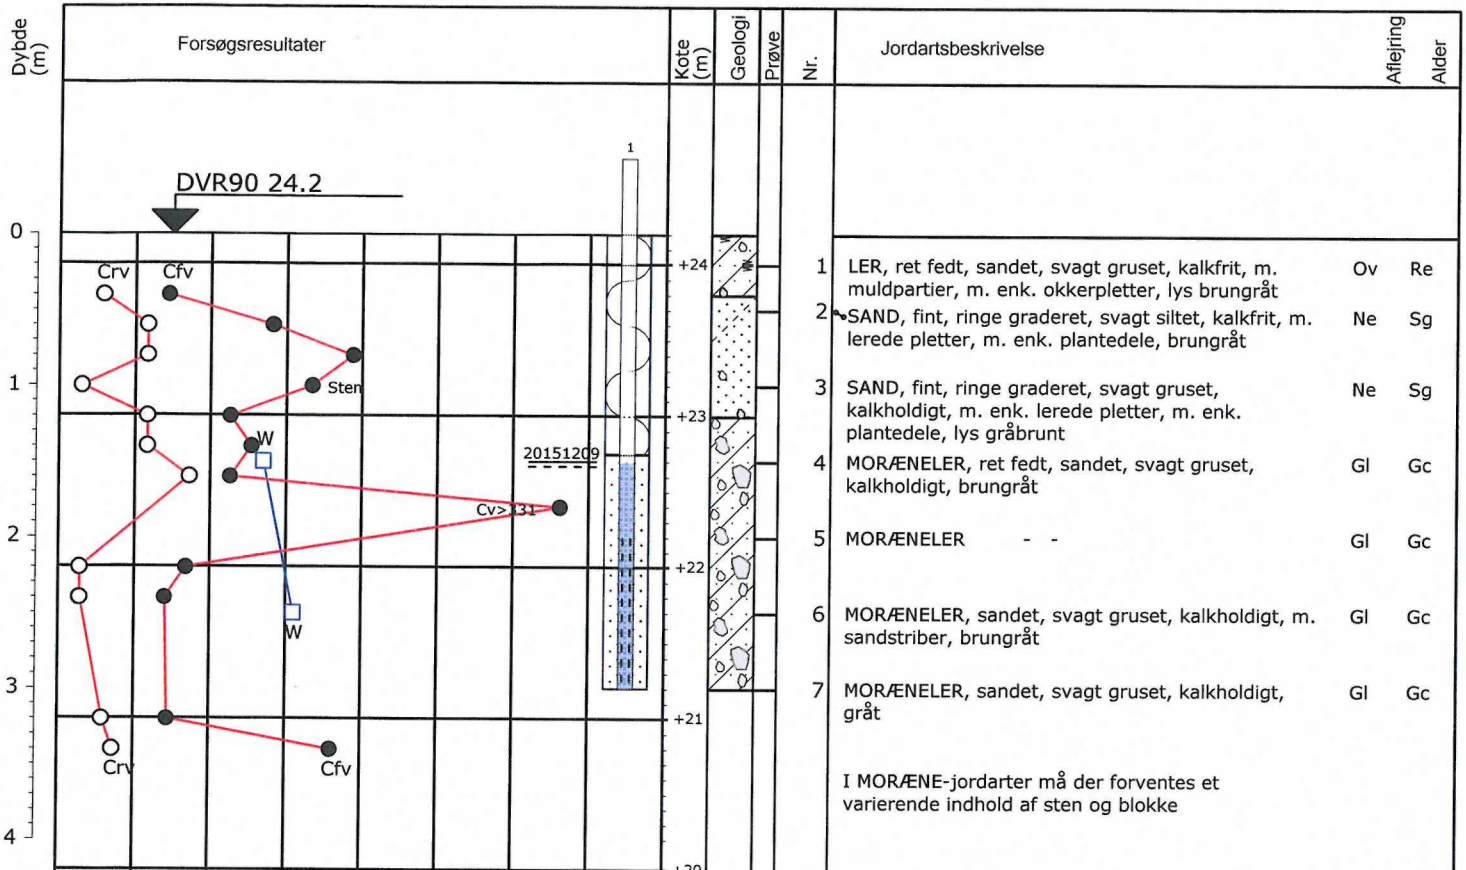 Dybde (m)
Forsøgsresultater
Kote (m)
Geologi
Prøve
Nr.
Jordartsbeskrivelse
Aflejring
Alder
1
DVR90 24.2
0
Crv Cfv
+24
1 LER, ret fedt, sandet, svagt gruset, kalkfrit, m. Ov Re
muldpartier, m. enk. okkerpletter, lys brungråt
2 SAND, fint, ringe graderet, svagt siltet, kalkfrit, m. Ne Sg
lerede pletter, m. enk. plantedele, brungråt
1
Sten
3 SAND, fint, ringe graderet, svagt gruset, Ne Sg
kalkholdigt, m. enk. lerede pletter, m. enk.
plantedele, lys gråbrunt
+23
W
20151209
4 MORÆNELER, ret fedt, sandet, svagt gruset, Gl Gc
kalkholdigt, brungråt
Cv>331
2
5 MORÆNELER - - Gl Gc
+22
W
6 MORÆNELER, sandet, svagt gruset, kalkholdigt, m. Gl Gc
sandstriber, brungråt
3
7 MORÆNELER, sandet, svagt gruset, kalkholdigt, Gl Gc
gråt
+21
Crv Cfv
I MORÆNE-jordarter må der forventes et
varierende indhold af sten og blokke
4